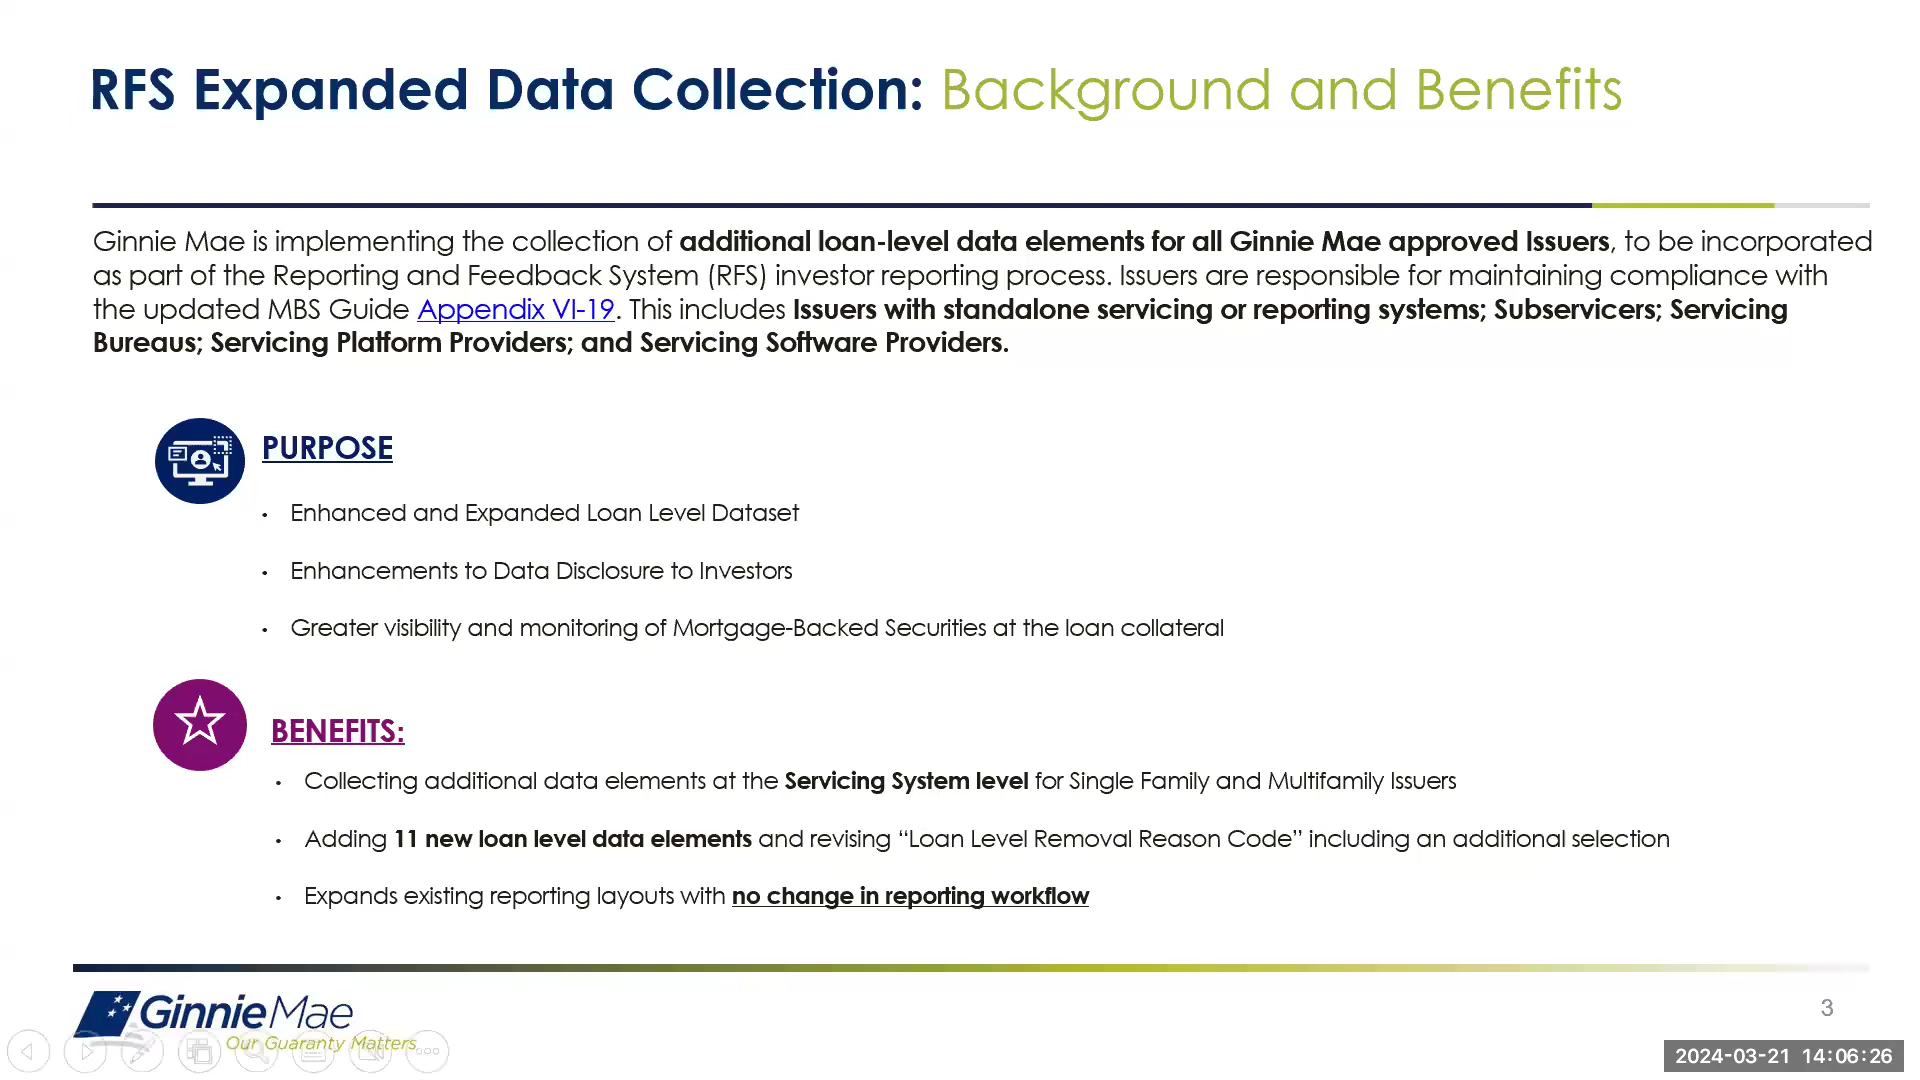 RFS Expanded Data Collection: Background and Benefits
Ginnie Mae is implementing the collection of additional loan-level data elements for all Ginnie Mae approved Issuers, to be incorporated
as part of the Reporting and Feedback System (RFS) investor reporting process. Issuers are responsible for maintaining compliance with
the updated MBS Guide Appendix VI-19. This includes Issuers with standalone servicing or reporting systems; Subservicers; Servicing
Bureaus; Servicing Platform Providers; and Servicing Software Providers.
PURPOSE
• Enhanced and Expanded Loan Level Dataset
• Enhancements to Data Disclosure to Investors
• Greater visibility and monitoring of Mortgage-Backed Securities at the loan collateral
BENEFITS:
• Collecting additional data elements at the Servicing System level for Single Family and Multifamily Issuers
• Adding 11 new loan level data elements and revising “Loan Level Removal Reason Code” including an additional selection
• Expands existing reporting layouts with no change in reporting workflow
GinnieMae
Our Guaranty Matters
3
2024-03-21 14:06:26